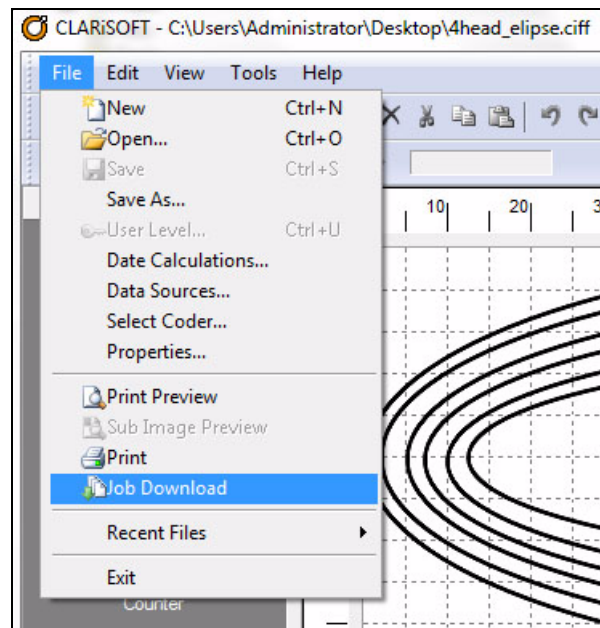 CLARiSOFT - C:\Users\Administrator\Desktop\4head_elipse.ciff
File Edit View Tools Help
New Ctrl+N
Open... Ctrl+O
Save Ctrl+S
Save As...
User Level... Ctrl+U
Date Calculations...
Data Sources...
Select Coder...
Properties...
Print Preview
Sub Image Preview
Print
Job Download
Recent Files
Exit
10 20 3
Counter